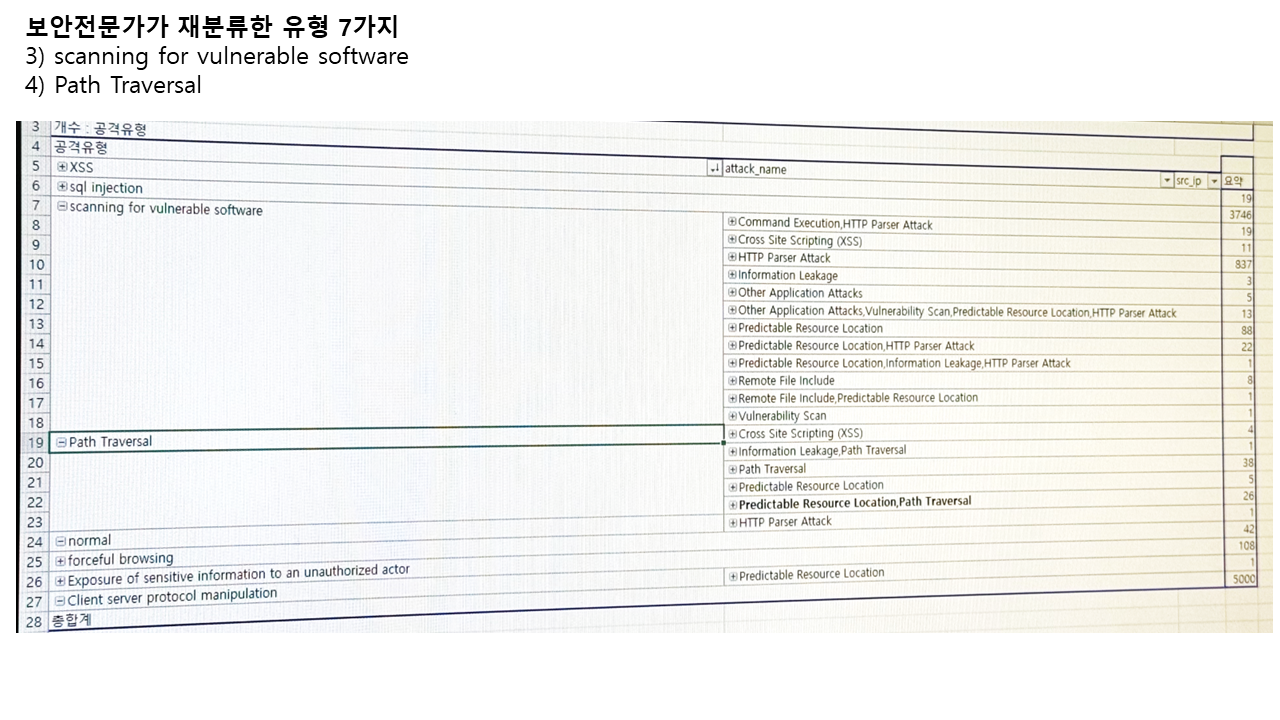 보안전문가가 재분류한 유형 7가지
3) scanning for vulnerable software
4) Path Traversal
3 개수 : 공격유형
4 공격유형 attack_name src_ip 요약
5 XSS 19
6 sql injection 3746
7 scanning for vulnerable software Command Execution,HTTP Parser Attack 19
8 Cross Site Scripting (XSS) 11
9 HTTP Parser Attack 837
10 Information Leakage 3
11 Other Application Attacks 5
12 Other Application Attacks,Vulnerability Scan,Predictable Resource Location,HTTP Parser Attack 13
13 Predictable Resource Location 88
14 Predictable Resource Location,HTTP Parser Attack 22
15 Predictable Resource Location,Information Leakage,HTTP Parser Attack 1
16 Remote File Include 8
17 Remote File Include,Predictable Resource Location 1
18 Vulnerability Scan 1
19 Path Traversal Cross Site Scripting (XSS) 4
20 Information Leakage,Path Traversal 1
21 Path Traversal 38
22 Predictable Resource Location 5
23 Predictable Resource Location,Path Traversal 26
24 normal HTTP Parser Attack 1
25 forceful browsing 42
26 Exposure of sensitive information to an unauthorized actor 108
27 Client server protocol manipulation Predictable Resource Location 1
28 총합계 5000